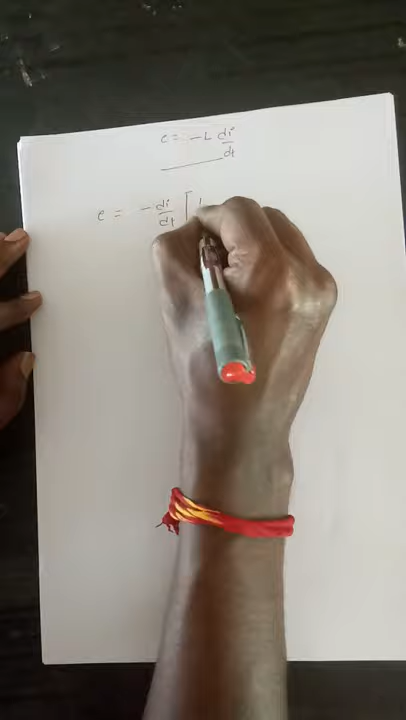 e = -L di/dt
e = - di/dt [